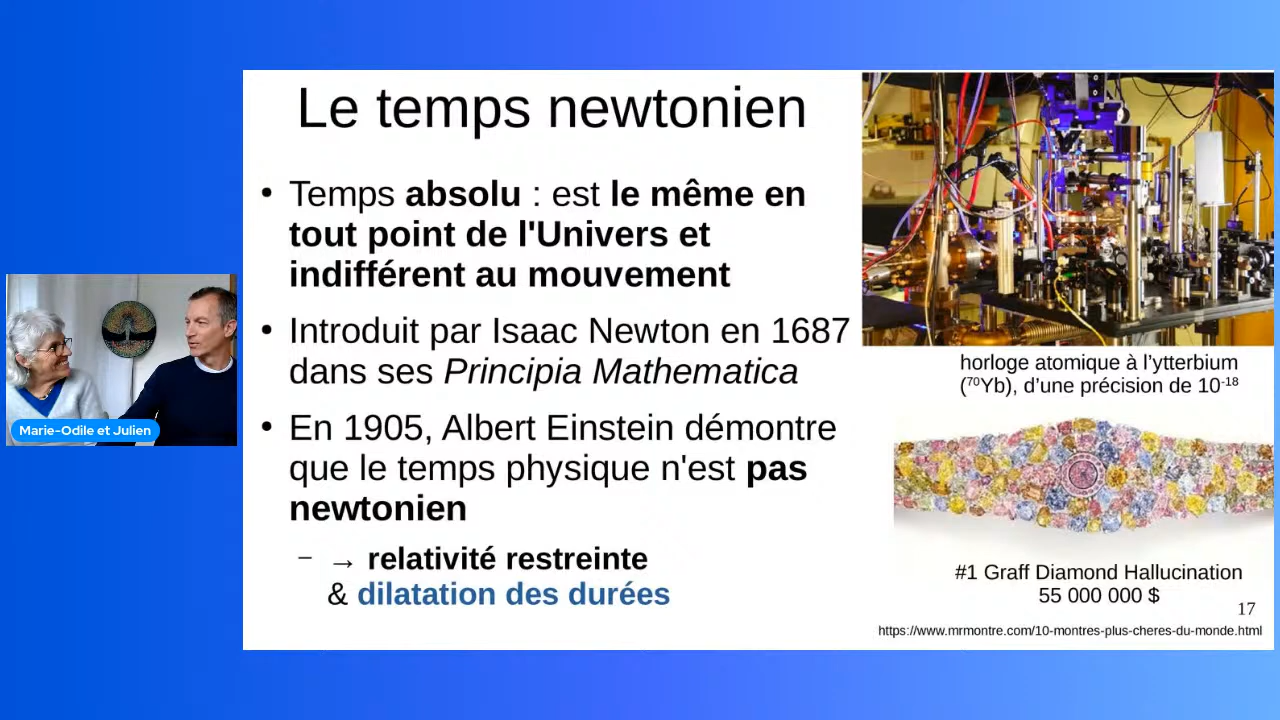 Le temps newtonien
• Temps absolu : est le même en
tout point de l'Univers et
indifférent au mouvement
• Introduit par Isaac Newton en 1687
dans ses Principia Mathematica
• En 1905, Albert Einstein démontre
que le temps physique n'est pas
newtonien
– → relativité restreinte
& dilatation des durées
horloge atomique à l’ytterbium
(⁷⁰Yb), d’une précision de 10⁻¹⁸
#1 Graff Diamond Hallucination
55 000 000 $
17
https://www.mrmontre.com/10-montres-plus-cheres-du-monde.html
Marie-Odile et Julien